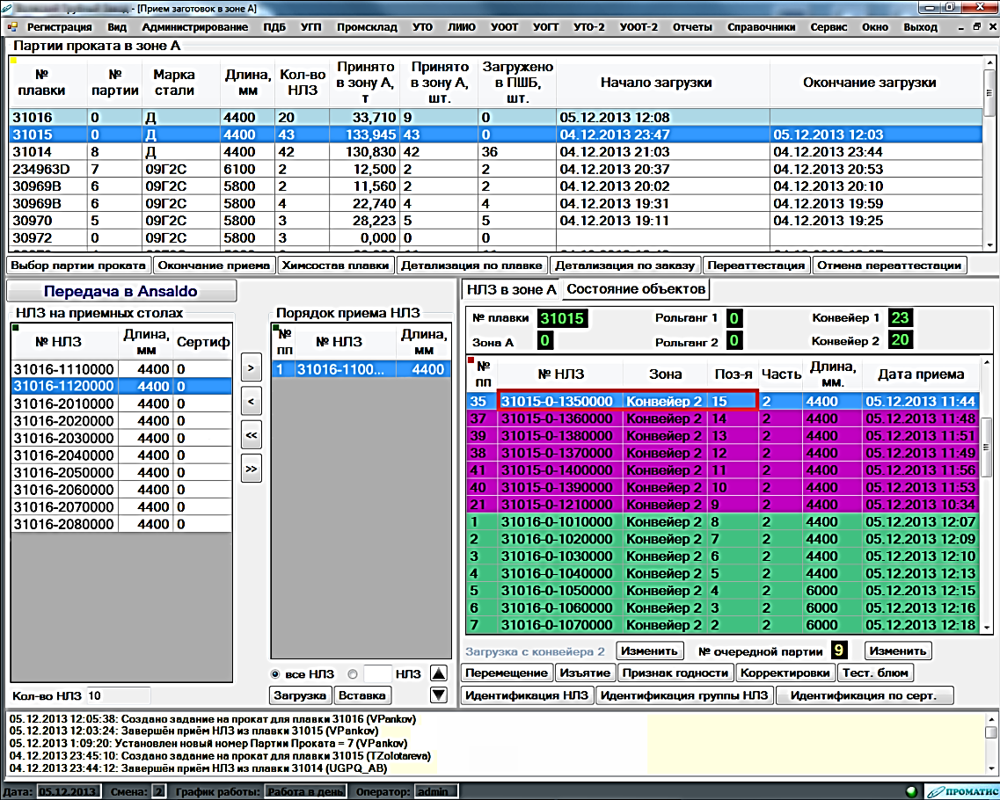 - [Прием заготовок в зоне А]
Регистрация Вид Администрирование ПДБ УГП Промсклад УТО ЛИИО УООТ УОГТ УТО-2 УООТ-2 Отчеты Справочники Сервис Окно Выход
Партии проката в зоне А
№ плавки № партии Марка стали Длина, мм Кол-во НЛЗ Принято в зону А, т Принято в зону А, шт. Загружено в ПШБ, шт. Начало загрузки Окончание загрузки
31016 0 Д 4400 20 33,710 9 0 05.12.2013 12:08
31015 0 Д 4400 43 133,945 43 0 04.12.2013 23:47 05.12.2013 12:03
31014 8 Д 4400 42 130,830 42 36 04.12.2013 21:03 04.12.2013 23:44
234963D 7 09Г2С 6100 2 12,500 2 2 04.12.2013 20:37 04.12.2013 20:53
30969В 6 09Г2С 5800 2 11,560 2 2 04.12.2013 20:02 04.12.2013 20:10
30969В 6 09Г2С 5800 4 22,740 4 4 04.12.2013 19:31 04.12.2013 19:59
30970 5 09Г2С 5800 3 28,223 5 5 04.12.2013 19:11 04.12.2013 19:25
30972 0 09Г2С 5800 3 0,000 0 0
Выбор партии проката Окончание приема Химсостав плавки Детализация по плавке Детализация по заказу Переаттестация Отмена переаттестации
Передача в Ansaldo
НЛЗ на приемных столах
№ НЛЗ Длина, мм Сертиф
31016-1110000 4400 0
31016-1120000 4400 0
31016-2010000 4400 0
31016-2020000 4400 0
31016-2030000 4400 0
31016-2040000 4400 0
31016-2050000 4400 0
31016-2060000 4400 0
31016-2070000 4400 0
31016-2080000 4400 0
Кол-во НЛЗ 10
>
<
<<
>>
Порядок приема НЛЗ
№ пп № НЛЗ Длина, мм
1 31016-1100... 4400
все НЛЗ НЛЗ
Загрузка Вставка
НЛЗ в зоне А Состояние объектов
№ плавки 31015 Рольганг 1 0 Конвейер 1 23
Зона А 0 Рольганг 2 0 Конвейер 2 20
№ пп № НЛЗ Зона Поз-я Часть Длина, мм. Дата приема
35 31015-0-1350000 Конвейер 2 15 2 4400 05.12.2013 11:44
37 31015-0-1360000 Конвейер 2 14 2 4400 05.12.2013 11:48
39 31015-0-1380000 Конвейер 2 13 2 4400 05.12.2013 11:51
38 31015-0-1370000 Конвейер 2 12 2 4400 05.12.2013 11:49
41 31015-0-1400000 Конвейер 2 11 2 4400 05.12.2013 11:56
40 31015-0-1390000 Конвейер 2 10 2 4400 05.12.2013 11:53
21 31015-0-1210000 Конвейер 2 9 2 4400 05.12.2013 10:34
1 31016-0-1010000 Конвейер 2 8 2 4400 05.12.2013 12:07
2 31016-0-1020000 Конвейер 2 7 2 4400 05.12.2013 12:09
3 31016-0-1030000 Конвейер 2 6 2 4400 05.12.2013 12:10
4 31016-0-1040000 Конвейер 2 5 2 4400 05.12.2013 12:13
5 31016-0-1050000 Конвейер 2 4 2 6000 05.12.2013 12:15
6 31016-0-1060000 Конвейер 2 3 2 6000 05.12.2013 12:16
7 31016-0-1070000 Конвейер 2 2 2 6000 05.12.2013 12:18
Загрузка с конвейера 2 Изменить № очередной партии 9 Изменить
Перемещение Изъятие Признак годности Корректировки Тест. блюм
Идентификация НЛЗ Идентификация группы НЛЗ Идентификация по серт.
05.12.2013 12:05:38: Создано задание на прокат для плавки 31016 (VPankov)
05.12.2013 12:03:24: Завершён приём НЛЗ из плавки 31015 (VPankov)
05.12.2013 1:09:20: Установлен новый номер Партии Проката = 7 (VPankov)
04.12.2013 23:45:10: Создано задание на прокат для плавки 31015 (TZolotareva)
04.12.2013 23:44:12: Завершён приём НЛЗ из плавки 31014 (UGPQ_AB)
Дата: 05.12.2013 Смена: 2 График работы: Работа в день Оператор: admin ПРОМАТИС